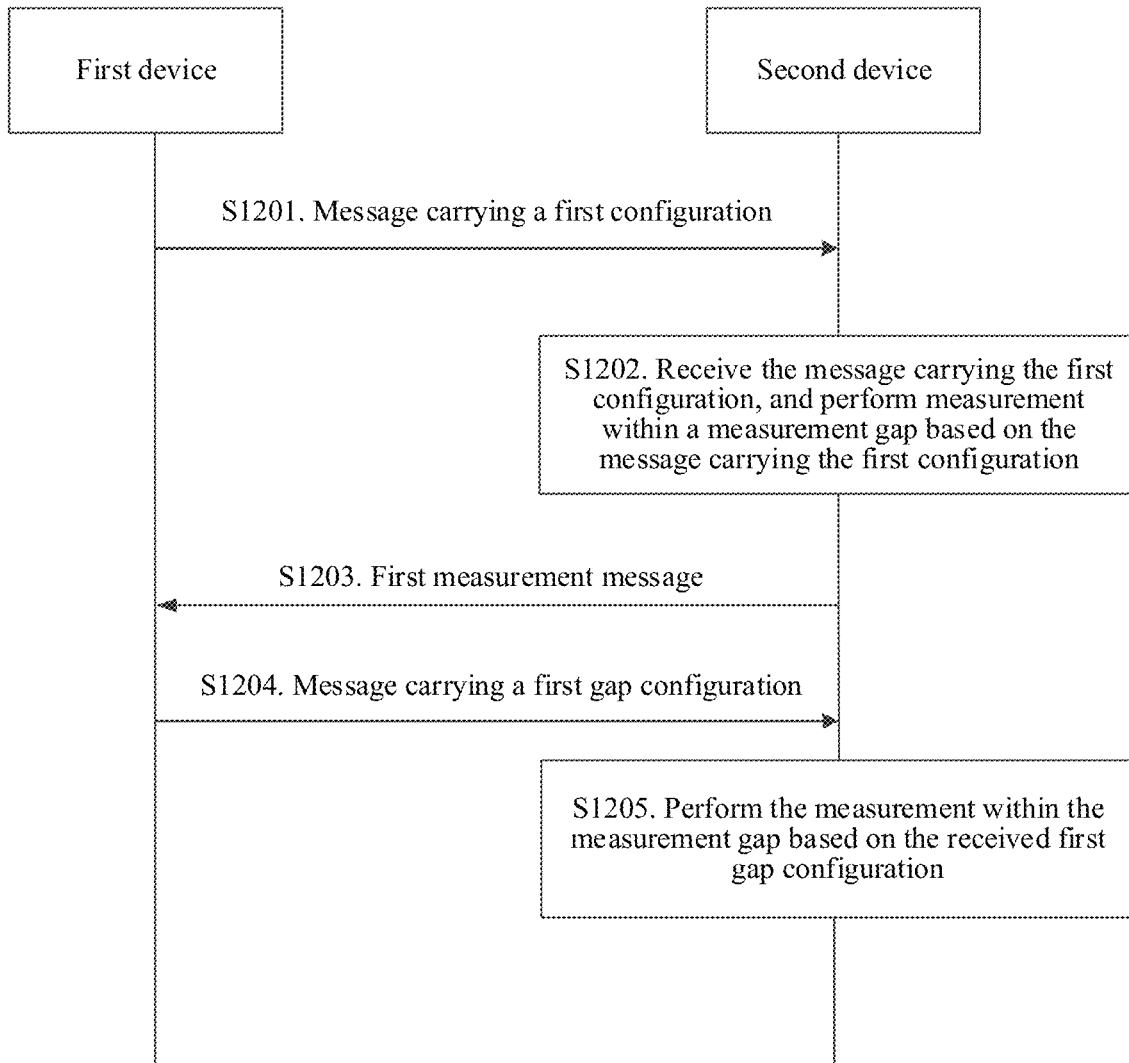 First device
Second device
S1201. Message carrying a first configuration
S1202. Receive the message carrying the first
configuration, and perform measurement
within a measurement gap based on the
message carrying the first configuration
S1203. First measurement message
S1204. Message carrying a first gap configuration
S1205. Perform the measurement within the
measurement gap based on the received first
gap configuration